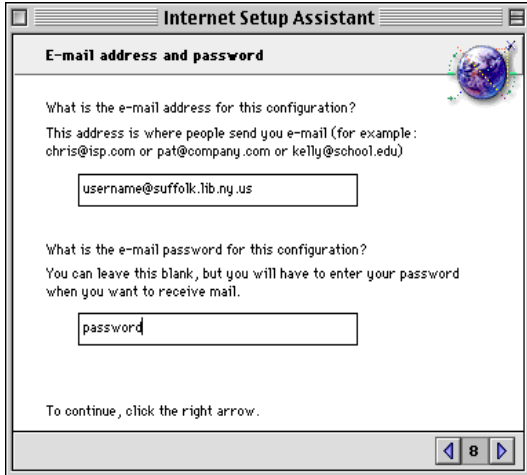 Internet Setup Assistant
E-mail address and password
What is the e-mail address for this configuration?
This address is where people send you e-mail (for example:
chris@isp.com or pat@company.com or kelly@school.edu)
username@suffolk.lib.ny.us
What is the e-mail password for this configuration?
You can leave this blank, but you will have to enter your password
when you want to receive mail.
password
To continue, click the right arrow.
8